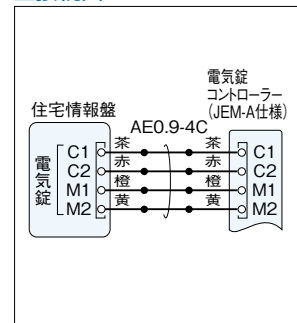 電気錠
コントローラー
(JEM-A仕様)
住宅情報盤
AE0.9-4C
電気錠
C1 茶 茶 C1
C2 赤 赤 C2
M1 橙 橙 M1
M2 黄 黄 M2